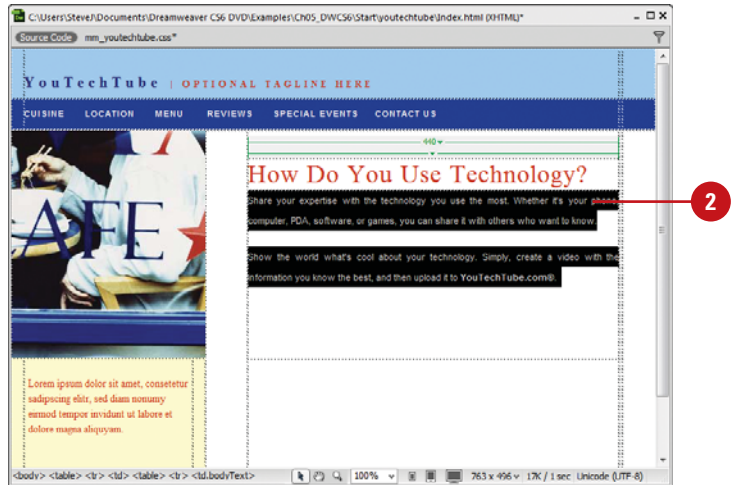 C:\Users\SteveJ\Documents\Dreamweaver CS6 DVD\Examples\Ch05_DWCS6\Start\youtechtube\Index.html (XHTML)*
Source Code mm_youtechtube.css*
YouTechTube | OPTIONAL TAGLINE HERE
CUISINE LOCATION MENU REVIEWS SPECIAL EVENTS CONTACT US
440
AFE
How Do You Use Technology?
Share your expertise with the technology you use the most. Whether it's your phone,
computer, PDA, software, or games, you can share it with others who want to know.
2
Show the world what's cool about your technology. Simply, create a video with the
information you know the best, and then upload it to YouTechTube.com®.
Lorem ipsum dolor sit amet, consetetur
sadipscing elitr, sed diam nonumy
eirmod tempor invidunt ut labore et
dolore magna aliquyam.
<body> <table> <tr> <td> <table> <tr> <td.bodyText> 100% 763 x 496 17K / 1 sec Unicode (UTF-8)